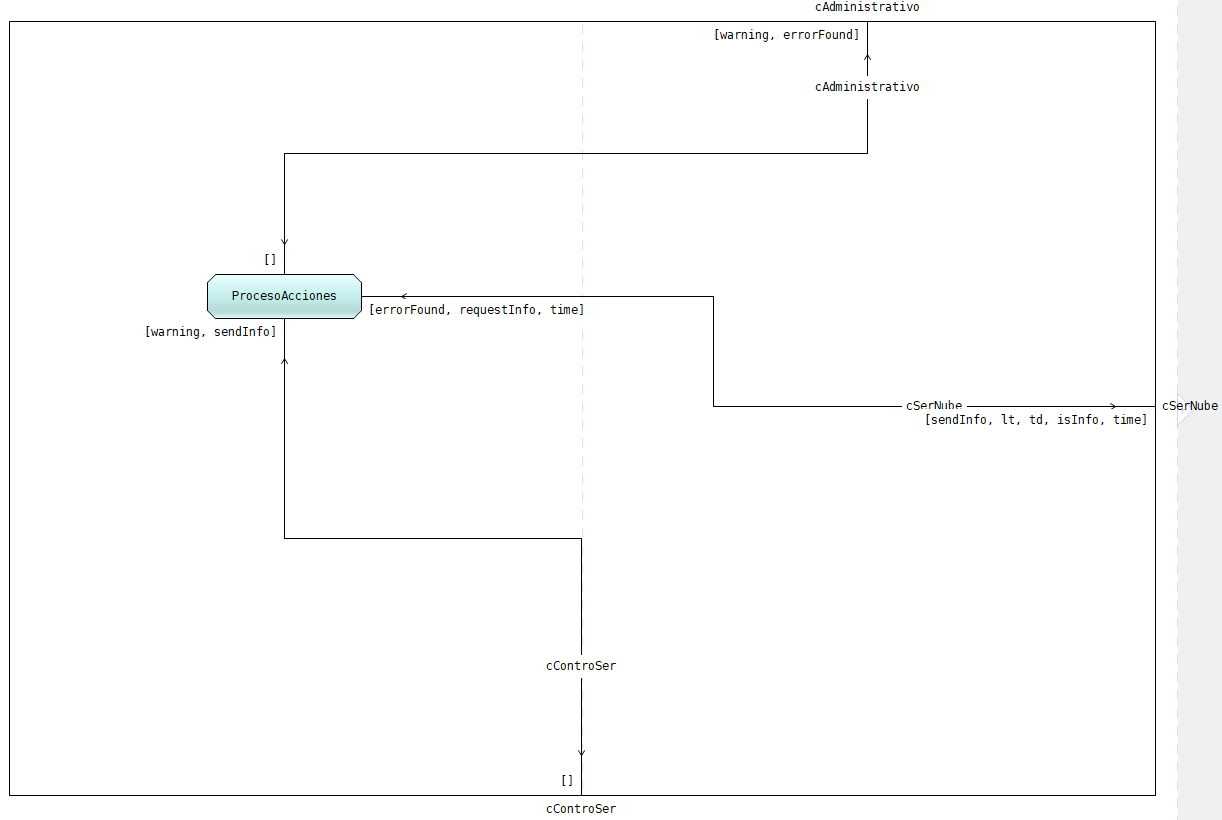 cAdministrativo
[warning, errorFound]
cAdministrativo
[]
ProcesoAcciones
[errorFound, requestInfo, time]
[warning, sendInfo]
cSerNube
cSerNube
[sendInfo, lt, td, isInfo, time]
cControSer
[]
cControSer